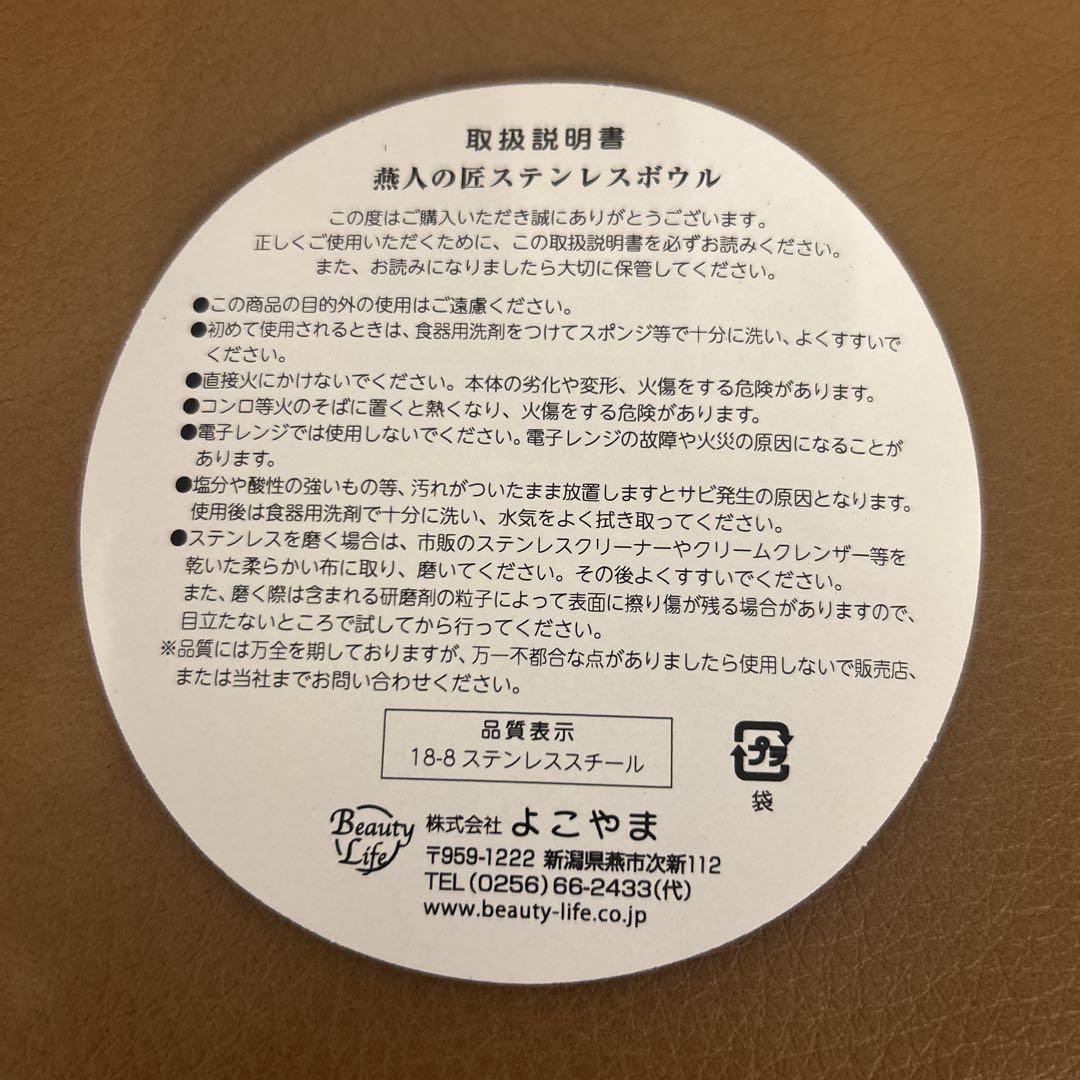 取扱説明書
燕人の匠ステンレスボウル
この度はご購入いただき誠にありがとうございます。
正しくご使用いただくために、この取扱説明書を必ずお読みください。
また、お読みになりましたら大切に保管してください。
●この商品の目的外の使用はご遠慮ください。
●初めて使用されるときは、食器用洗剤をつけてスポンジ等で十分に洗い、よくすすいで
ください。
●直接火にかけないでください。本体の劣化や変形、火傷をする危険があります。
●コンロ等火のそばに置くと熱くなり、火傷をする危険があります。
●電子レンジでは使用しないでください。電子レンジの故障や火災の原因になることが
あります。
●塩分や酸性の強いもの等、汚れがついたまま放置しますとサビ発生の原因となります。
使用後は食器用洗剤で十分に洗い、水気をよく拭き取ってください。
●ステンレスを磨く場合は、市販のステンレスクリーナーやクリームクレンザー等を
乾いた柔らかい布に取り、磨いてください。その後よくすすいでください。
また、磨く際は含まれる研磨剤の粒子によって表面に擦り傷が残る場合がありますので、
目立たないところで試してから行ってください。
※品質には万全を期しておりますが、万一不都合な点がありましたら使用しないで販売店、
または当社までお問い合わせください。
品質表示
18-8 ステンレススチール
プラ
袋
Beauty Life
株式会社 よこやま
〒959-1222 新潟県燕市次新112
TEL(0256)66-2433(代)
www.beauty-life.co.jp